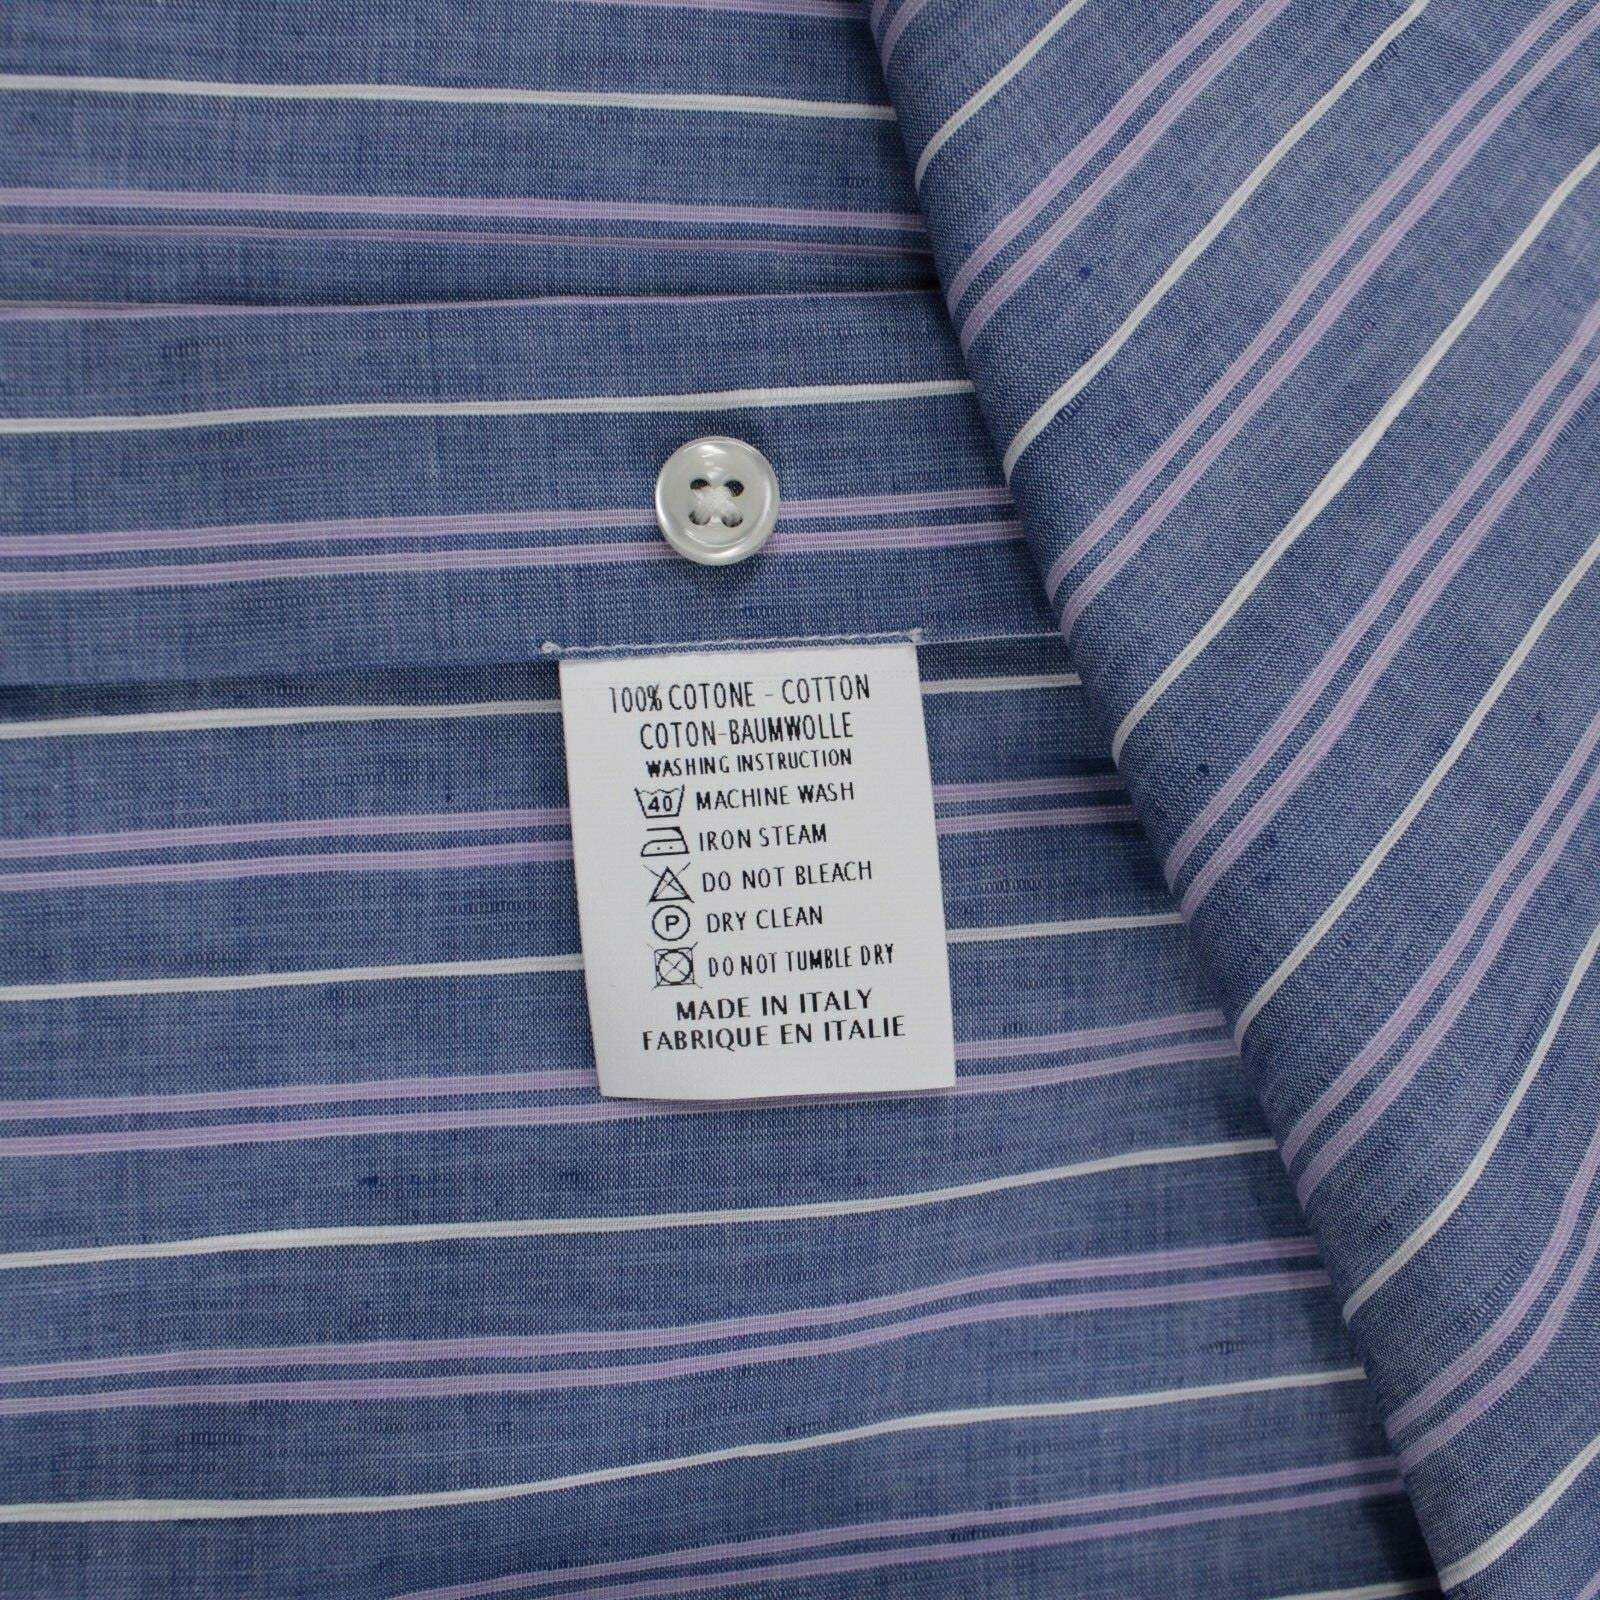 100% COTONE - COTTON
COTON-BAUMWOLLE
WASHING INSTRUCTION
40 MACHINE WASH
IRON STEAM
DO NOT BLEACH
P DRY CLEAN
DO NOT TUMBLE DRY
MADE IN ITALY
FABRIQUE EN ITALIE